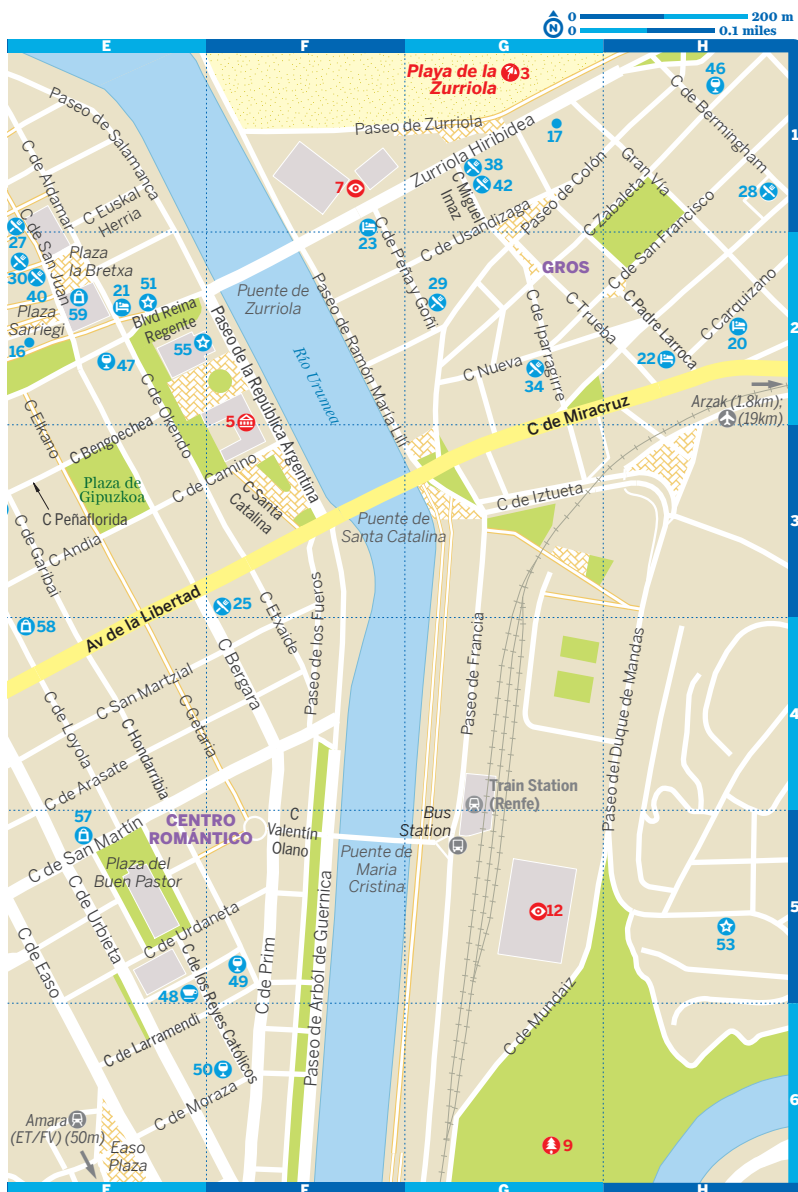 0 200 m
N
0 0.1 miles
E F G H
1
2
3
4
5
6
Playa de la
Zurriola
3
46
Paseo de Salamanca
Paseo de Zurriola
17
C de Bermingham
C de Aldamar
7
Zurriola Hiribidea
38
42
C Miguel
Imaz
Paseo de Colón
Gran Vía
C Zabaleta
28
C de San Francisco
C Euskal
Herria
27
C de San Juan
23
C de Peña y Goñi
C de Usandizaga
GROS
30
40
Plaza
la Bretxa
59
21
51
Blvd Reina
Regente
Puente de
Zurriola
29
C de Iparragirre
C Trueba
C Padre Larroca
C Carquizano
20
Plaza
Sarriegi
16
47
55
Paseo de la República Argentina
Río Urumea
Paseo de Ramón María Lili
C Nueva
34
22
C Elkano
C Bengoechea
C de Okendo
5
C de Miracruz
Arzak (1.8km);
(19km)
Plaza de
Gipuzkoa
C de Camino
C Santa
Catalina
C de Iztueta
C Peñaflorida
C Andia
C de Garibai
Puente de
Santa Catalina
58
Av de la Libertad
25
C Etxaide
C Bergara
Paseo de los Fueros
Paseo de Francia
Paseo del Duque de Mandas
C San Martzial
C Getaria
C de Loyola
C Hondarribia
C de Arasate
Train Station
(Renfe)
57
CENTRO
ROMÁNTICO
C
Valentín
Olano
Bus
Station
C de San Martín
Plaza del
Buen Pastor
Puente de
Maria
Cristina
12
C de Urbieta
C de Urdaneta
C de Easo
53
49
48
C de los Reyes Católicos
C de Prim
Paseo de Arból de Guernica
C de Larramendi
C de Mundaiz
50
C de Moraza
Amara
(ET/FV) (50m)
Easo
Plaza
9
E F G H